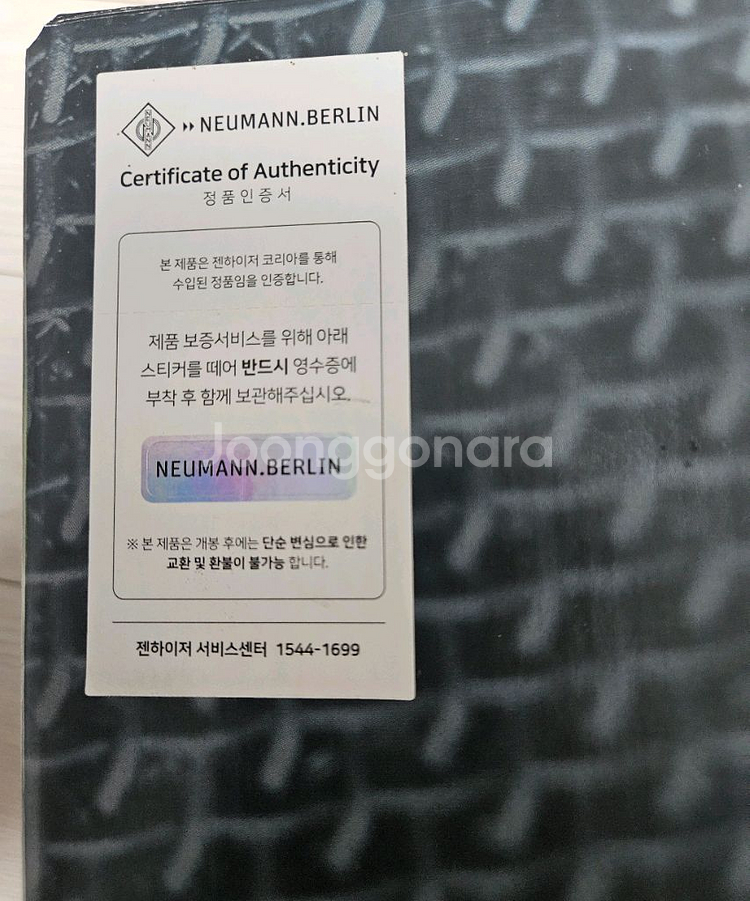 NEUMANN
▸▸NEUMANN.BERLIN
Certificate of Authenticity
정품인증서
본 제품은 젠하이저 코리아를 통해
수입된 정품임을 인증합니다.
제품 보증서비스를 위해 아래
스티커를 떼어 반드시 영수증에
부착 후 함께 보관해주십시오.
Joonggonara
NEUMANN.BERLIN
※ 본 제품은 개봉 후에는 단순 변심으로 인한
교환 및 환불이 불가능 합니다.
젠하이저 서비스센터 1544-1699